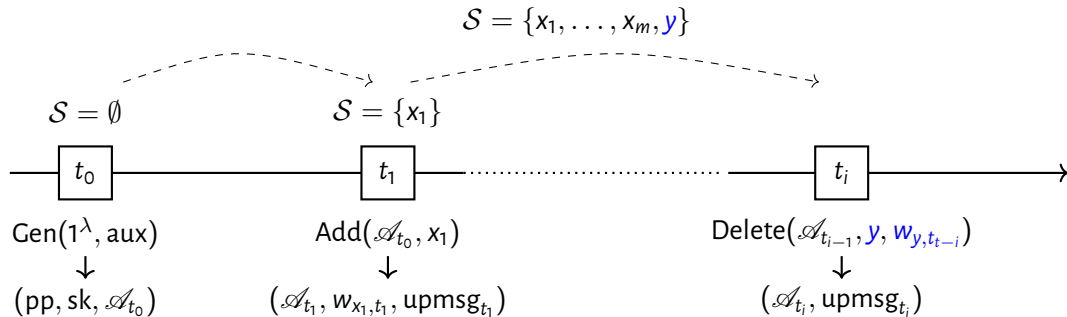 𝒮 = {x₁, . . . , xₘ, y}
𝒮 = ∅
𝒮 = {x₁}
t₀
t₁
tᵢ
Gen(1^λ, aux)
Add(𝒜_{t₀}, x₁)
Delete(𝒜_{t_{i−1}}, y, w_{y,t_{t−i}})
(pp, sk, 𝒜_{t₀})
(𝒜_{t₁}, w_{x₁,t₁}, upmsg_{t₁})
(𝒜_{tᵢ}, upmsg_{tᵢ})